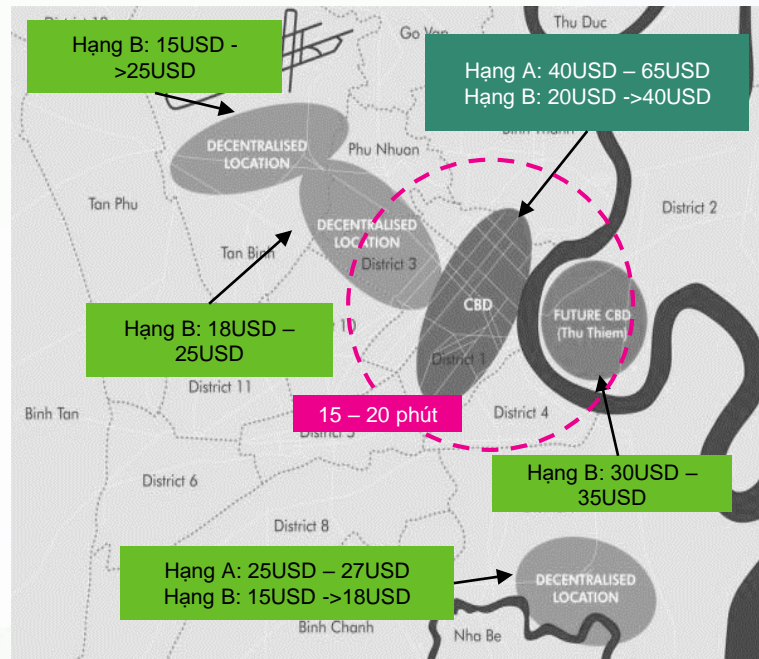 Thu Duc
Hạng B: 15USD -
>25USD
Hạng A: 40USD – 65USD
Hạng B: 20USD ->40USD
DECENTRALISED
LOCATION
Phu Nhuan
Tan Phu
DECENTRALISED
LOCATION
District 2
Tan Binh
District 3
CBD
FUTURE CBD
(Thu Thiem)
Hạng B: 18USD –
25USD
10
District 1
District 11
Binh Tan
15 – 20 phút
District 4
District 6
Hạng B: 30USD –
35USD
District 8
Hạng A: 25USD – 27USD
Hạng B: 15USD ->18USD
DECENTRALISED
LOCATION
Binh Chanh
Nha Be